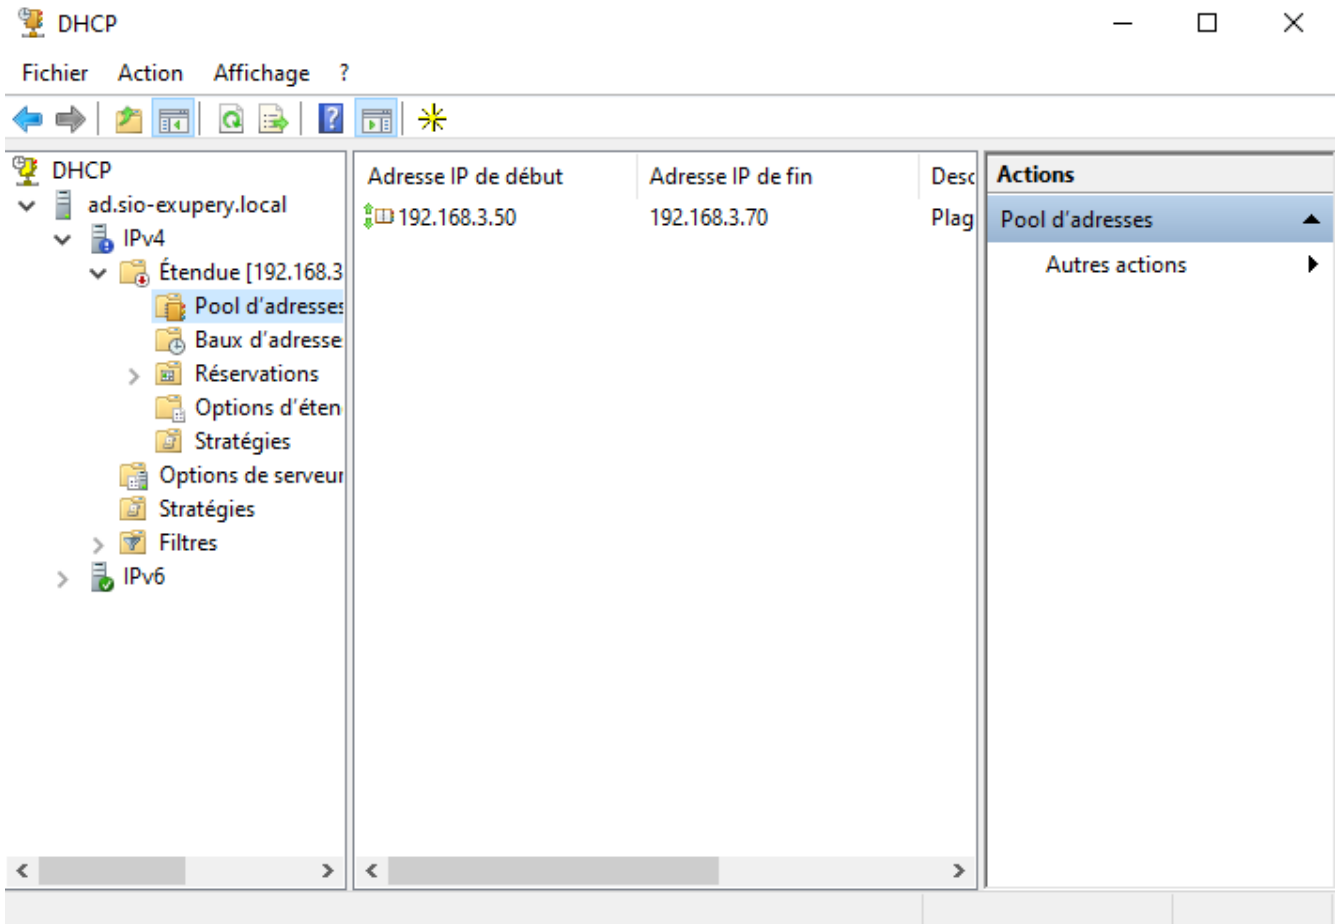 DHCP
Fichier Action Affichage ?
DHCP
ad.sio-exupery.local
IPv4
Étendue [192.168.3
Pool d'adresses
Baux d'adresse
Réservations
Options d'éten
Stratégies
Options de serveur
Stratégies
Filtres
IPv6
Adresse IP de début Adresse IP de fin Desc
192.168.3.50 192.168.3.70 Plag
Actions
Pool d'adresses
Autres actions